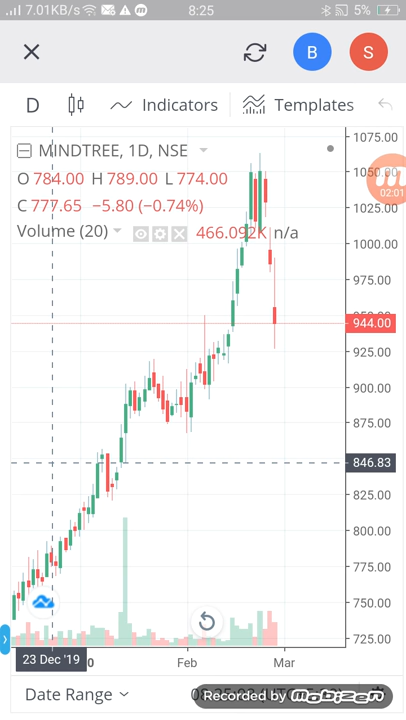 7.01KB/s 8:25 5%
B S
D Indicators Templates
MINDTREE, 1D, NSE
O 784.00 H 789.00 L 774.00
C 777.65 −5.80 (−0.74%)
Volume (20) 466.092K n/a
1075.00
1050.00
02:01
1025.00
1000.00
975.00
944.00
925.00
900.00
875.00
846.83
825.00
800.00
775.00
750.00
725.00
23 Dec '19 Feb Mar
Date Range
Recorded by mobizen